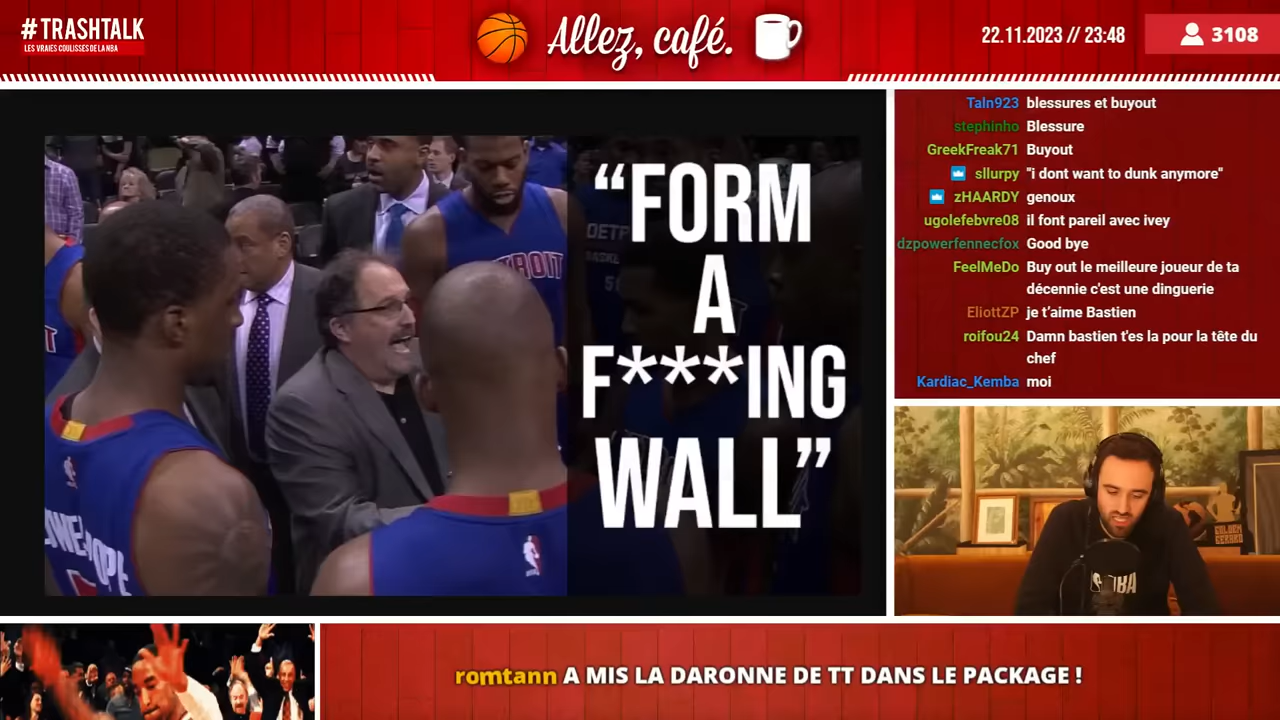 #TRASHTALK
LES VRAIES COULISSES DE LA NBA
Allez, café.
22.11.2023 // 23:48
3108
Taln923 blessures et buyout
stephinho Blessure
GreekFreak71 Buyout
sllurpy "i dont want to dunk anymore"
zHAARDY genoux
ugolefebvre08 il font pareil avec ivey
dzpowerfennecfox Good bye
FeelMeDo Buy out le meilleure joueur de ta
décennie c'est une dinguerie
EliottZP je t'aime Bastien
roifou24 Damn bastien t'es la pour la tête du
chef
Kardiac_Kemba moi
“FORM
A
F***ING
WALL”
DETROIT
romtann A MIS LA DARONNE DE TT DANS LE PACKAGE !